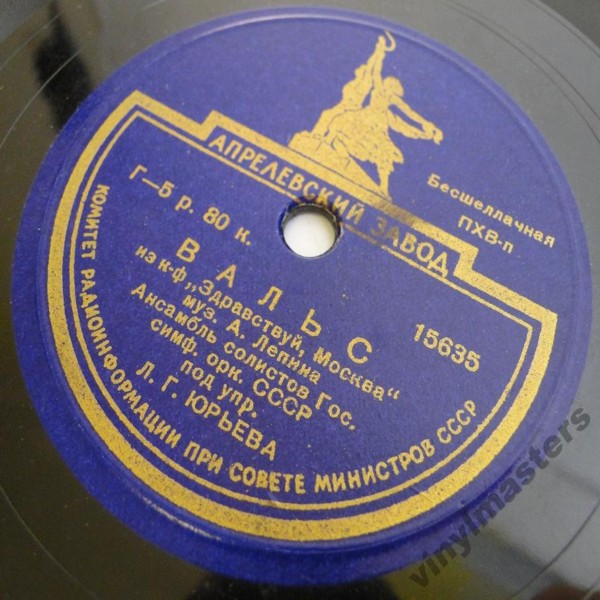 АПРЕЛЕВСКИЙ ЗАВОД
Бесшеллачная
ПХВ-п
Г—5 р. 80 к.
15635
ВАЛЬС
из к-ф „Здравствуй, Москва"
муз. А. Лепина
Ансамбль солистов Гос.
симф. орк. СССР
под упр.
Л. Г. ЮРЬЕВА
КОМИТЕТ РАДИОИНФОРМАЦИИ ПРИ СОВЕТЕ МИНИСТРОВ СССР
vinylmasters